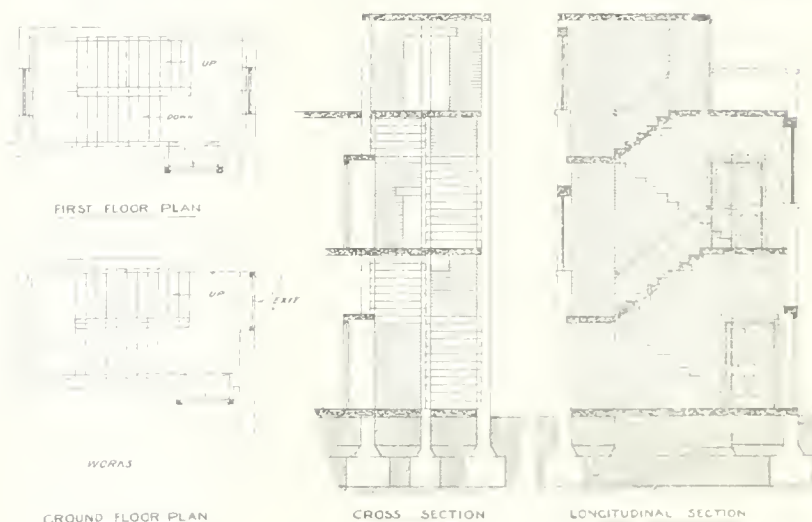 UP
DOWN
FIRST FLOOR PLAN
UP
EXIT
WORKS
GROUND FLOOR PLAN
CROSS SECTION
LONGITUDINAL SECTION